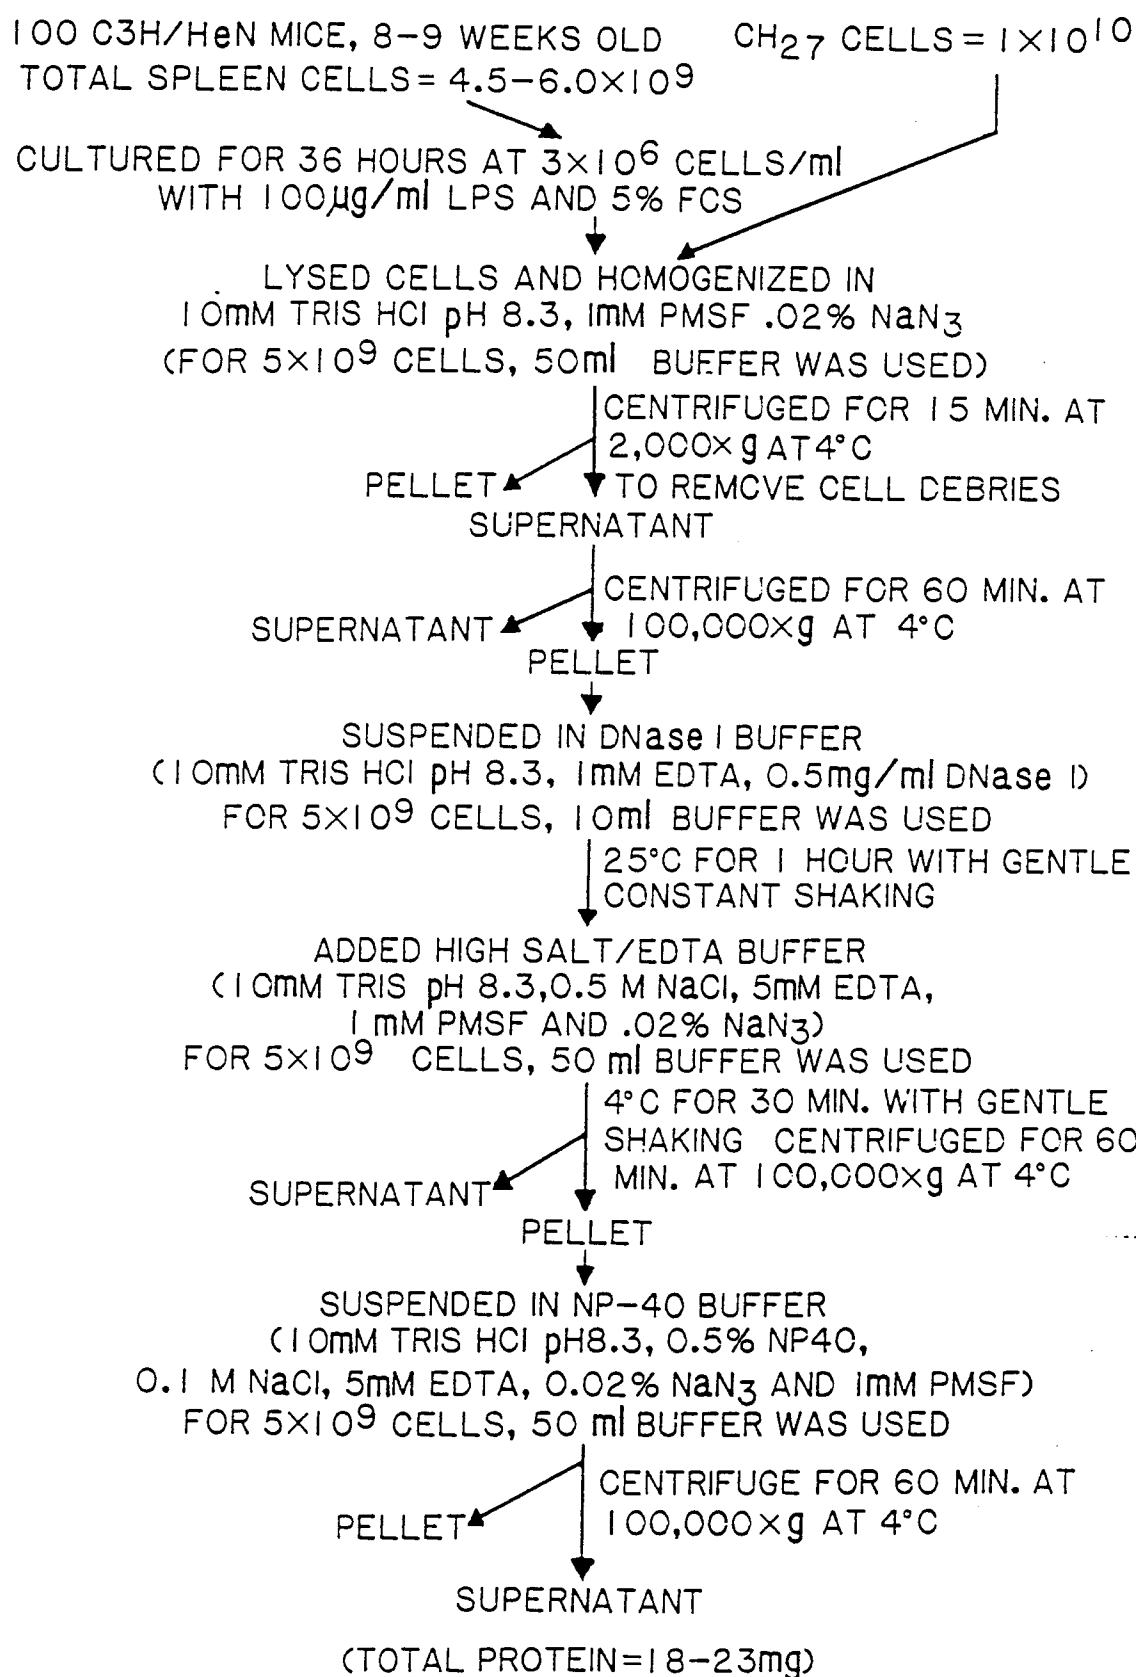 100 C3H/HeN MICE, 8-9 WEEKS OLD
TOTAL SPLEEN CELLS= 4.5-6.0×10⁹
CH₂₇ CELLS = 1×10¹⁰
CULTURED FOR 36 HOURS AT 3×10⁶ CELLS/ml
WITH 100µg/ml LPS AND 5% FCS
LYSED CELLS AND HOMOGENIZED IN
10mM TRIS HCl pH 8.3, 1mM PMSF .02% NaN₃
(FOR 5×10⁹ CELLS, 50ml BUFFER WAS USED)
CENTRIFUGED FOR 15 MIN. AT
2,000×g AT 4°C
PELLET
TO REMOVE CELL DEBRIES
SUPERNATANT
CENTRIFUGED FOR 60 MIN. AT
100,000×g AT 4°C
SUPERNATANT
PELLET
SUSPENDED IN DNase I BUFFER
(10mM TRIS HCl pH 8.3, 1mM EDTA, 0.5mg/ml DNase I)
FOR 5×10⁹ CELLS, 10ml BUFFER WAS USED
25°C FOR 1 HOUR WITH GENTLE
CONSTANT SHAKING
ADDED HIGH SALT/EDTA BUFFER
(10mM TRIS pH 8.3,0.5 M NaCl, 5mM EDTA,
1 mM PMSF AND .02% NaN₃)
FOR 5×10⁹ CELLS, 50 ml BUFFER WAS USED
4°C FOR 30 MIN. WITH GENTLE
SHAKING CENTRIFUGED FOR 60
MIN. AT 100,000×g AT 4°C
SUPERNATANT
PELLET
SUSPENDED IN NP-40 BUFFER
(10mM TRIS HCl pH8.3, 0.5% NP40,
0.1 M NaCl, 5mM EDTA, 0.02% NaN₃ AND 1mM PMSF)
FOR 5×10⁹ CELLS, 50 ml BUFFER WAS USED
CENTRIFUGE FOR 60 MIN. AT
100,000×g AT 4°C
PELLET
SUPERNATANT
(TOTAL PROTEIN=18-23mg)